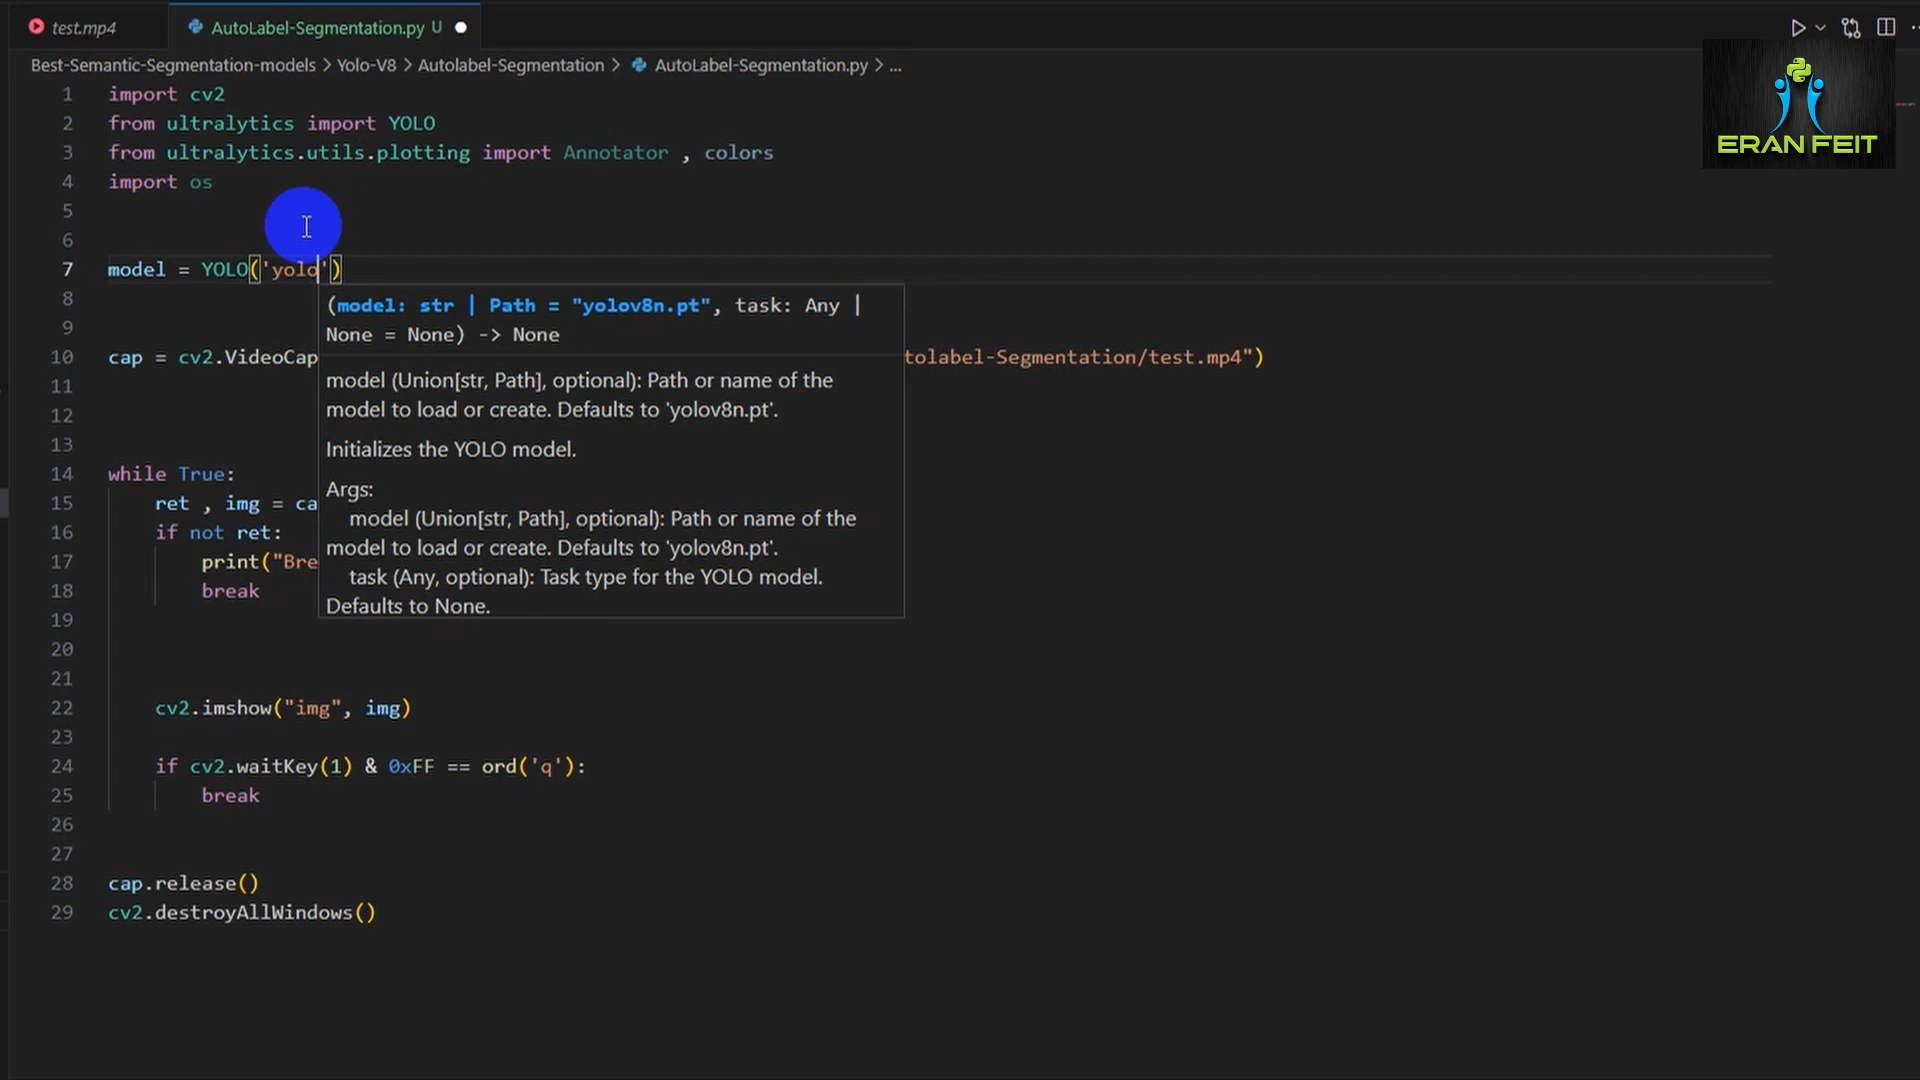 test.mp4
AutoLabel-Segmentation.py U
Best-Semantic-Segmentation-models > Yolo-V8 > Autolabel-Segmentation > AutoLabel-Segmentation.py > ...
ERAN FEIT
1 import cv2
2 from ultralytics import YOLO
3 from ultralytics.utils.plotting import Annotator , colors
4 import os
5
6
7 model = YOLO('yolo')
8
9
10 cap = cv2.VideoCap tolabel-Segmentation/test.mp4")
11
12
13
14 while True:
15 ret , img = ca
16 if not ret:
17 print("Bre
18 break
19
20
21
22 cv2.imshow("img", img)
23
24 if cv2.waitKey(1) & 0xFF == ord('q'):
25 break
26
27
28 cap.release()
29 cv2.destroyAllWindows()
(model: str | Path = "yolov8n.pt", task: Any |
None = None) -> None
model (Union[str, Path], optional): Path or name of the
model to load or create. Defaults to 'yolov8n.pt'.
Initializes the YOLO model.
Args:
model (Union[str, Path], optional): Path or name of the
model to load or create. Defaults to 'yolov8n.pt'.
task (Any, optional): Task type for the YOLO model.
Defaults to None.